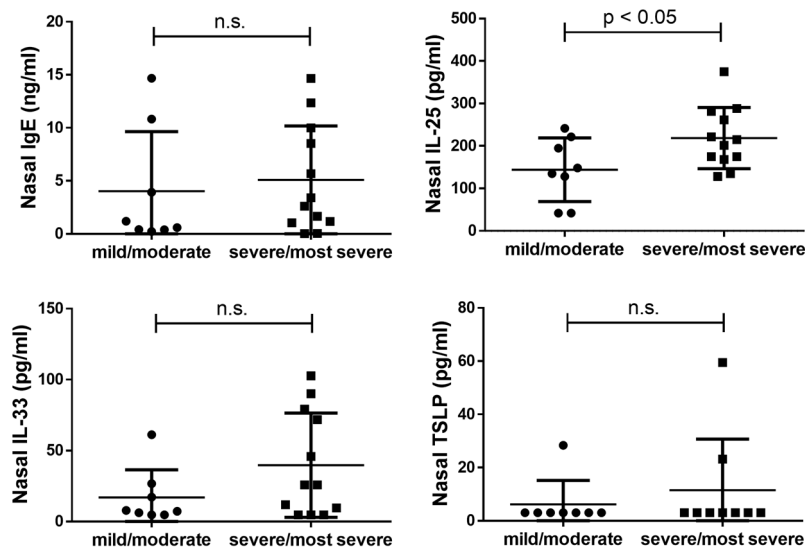 n.s.
Nasal IgE (ng/ml)
20
15
10
5
0
mild/moderate severe/most severe
p < 0.05
Nasal IL-25 (pg/ml)
500
400
300
200
100
0
mild/moderate severe/most severe
n.s.
Nasal IL-33 (pg/ml)
150
100
50
0
mild/moderate severe/most severe
n.s.
Nasal TSLP (pg/ml)
80
60
40
20
0
mild/moderate severe/most severe